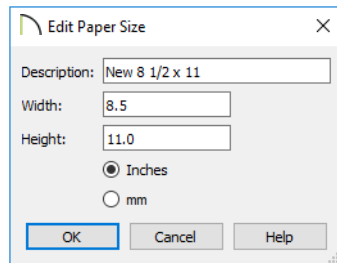 Edit Paper Size
Description: New 8 1/2 x 11
Width: 8.5
Height: 11.0
Inches
mm
OK Cancel Help